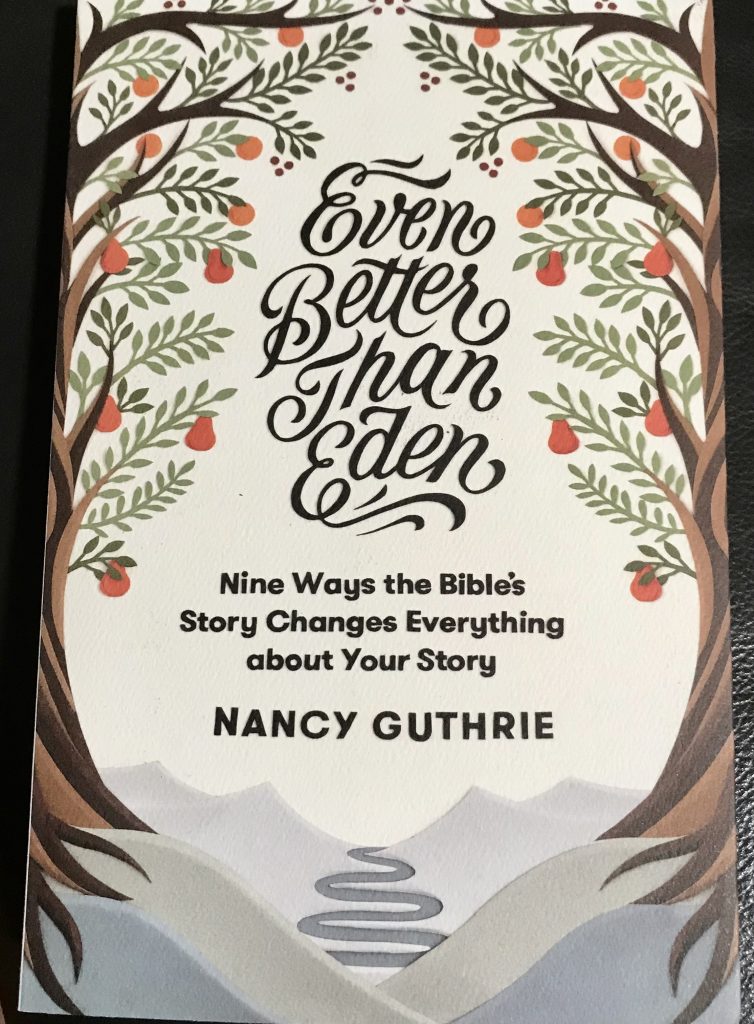 Even
Better
Than
Eden
Nine Ways the Bible's
Story Changes Everything
about Your Story
NANCY GUTHRIE